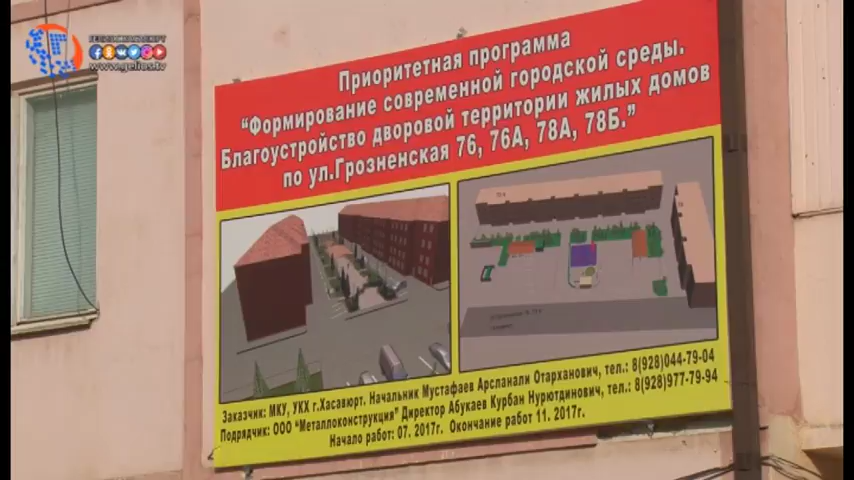 www.gelios.tv
Приоритетная программа
"Формирование современной городской среды.
Благоустройство дворовой территории жилых домов
по ул.Грозненская 76, 76А, 78А, 78Б."
Заказчик: МКУ, УКХ г.Хасавюрт. Начальник Мустафаев Арсланали Отарханович, тел.: 8(928)044-79-04
Подрядчик: ООО "Металлоконструкция" Директор Абукаев Курбан Нурютдинович, тел.: 8(928)977-79-94
Начало работ: 07. 2017г. Окончание работ 11. 2017г.